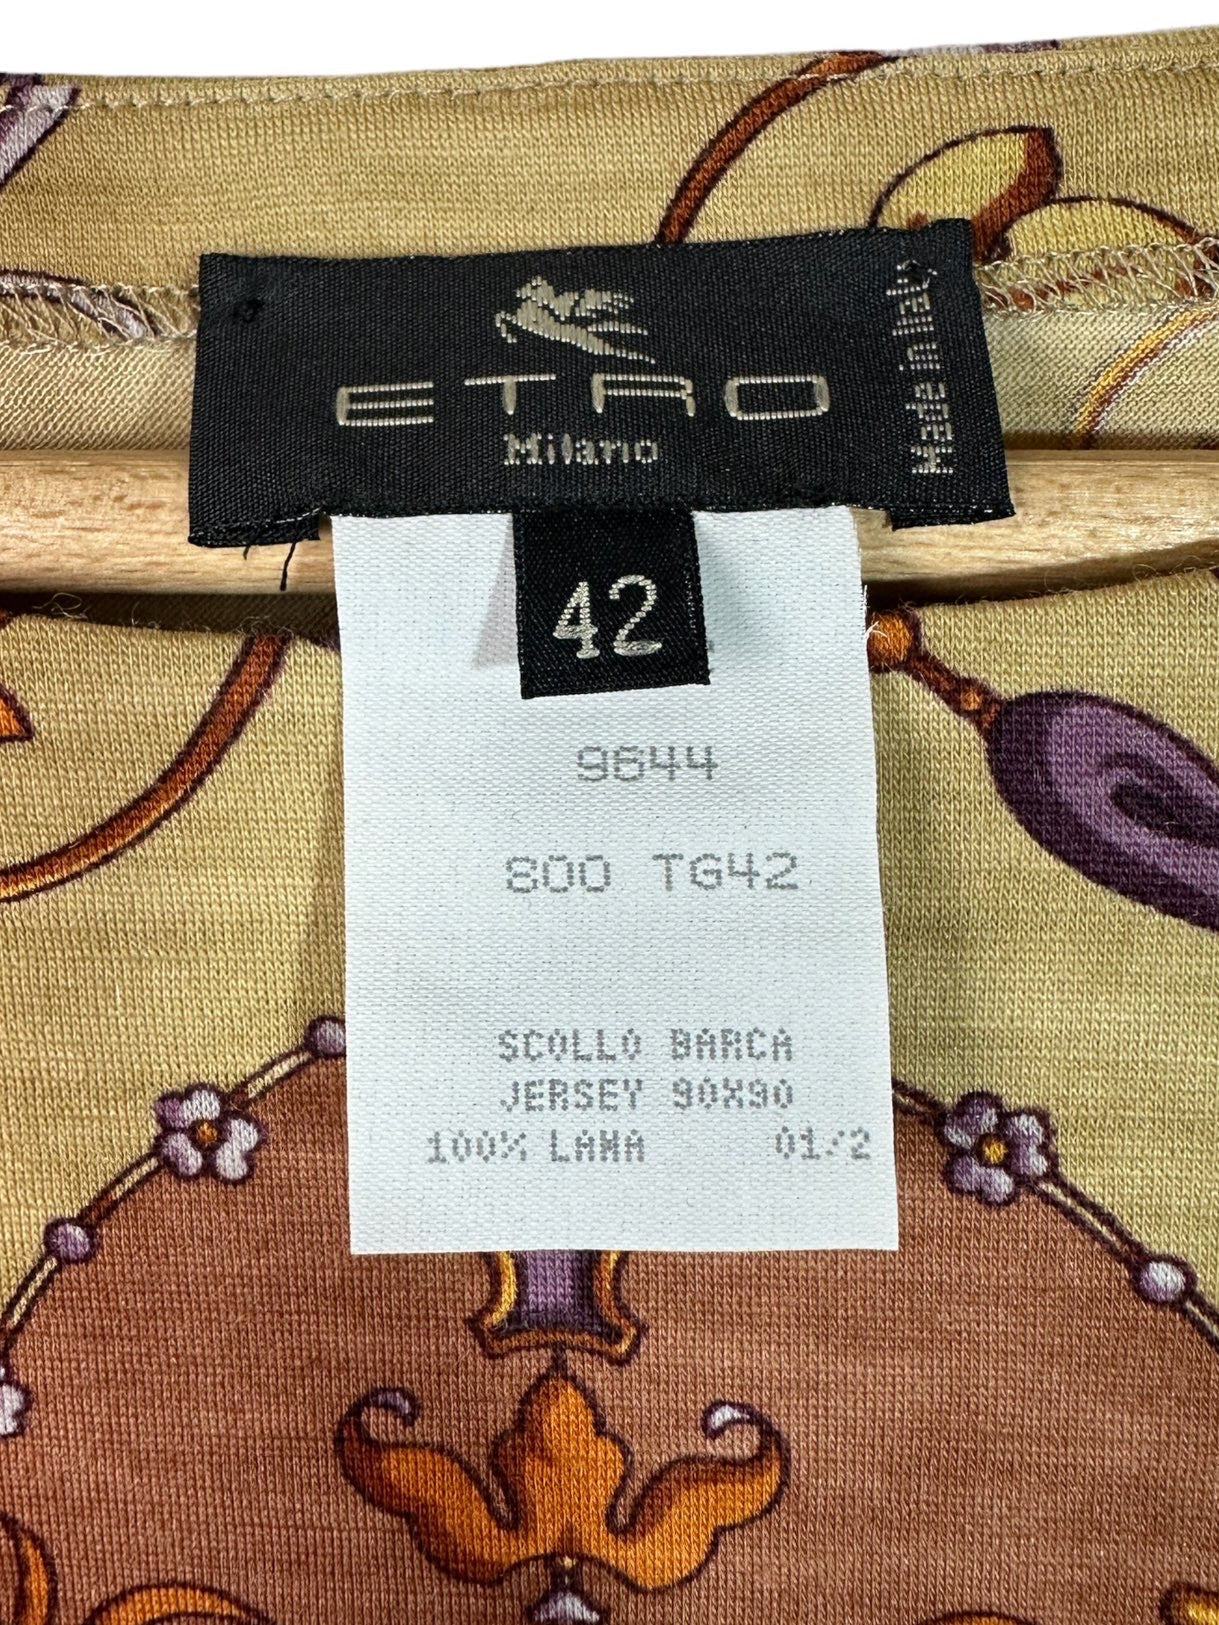 ETRO
Milano
Made in Italy
42
9644
800 TG42
SCOLLO BARCA
JERSEY 90X90
100% LANA 01/2